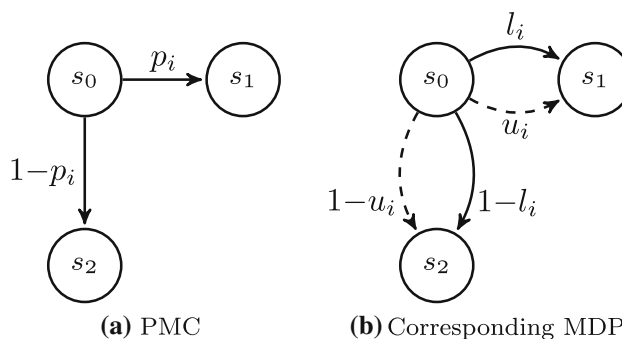 s₀ pᵢ s₁
1−pᵢ
s₂
(a) PMC
lᵢ
s₀ s₁
uᵢ
1−uᵢ 1−lᵢ
s₂
(b) Corresponding MDP